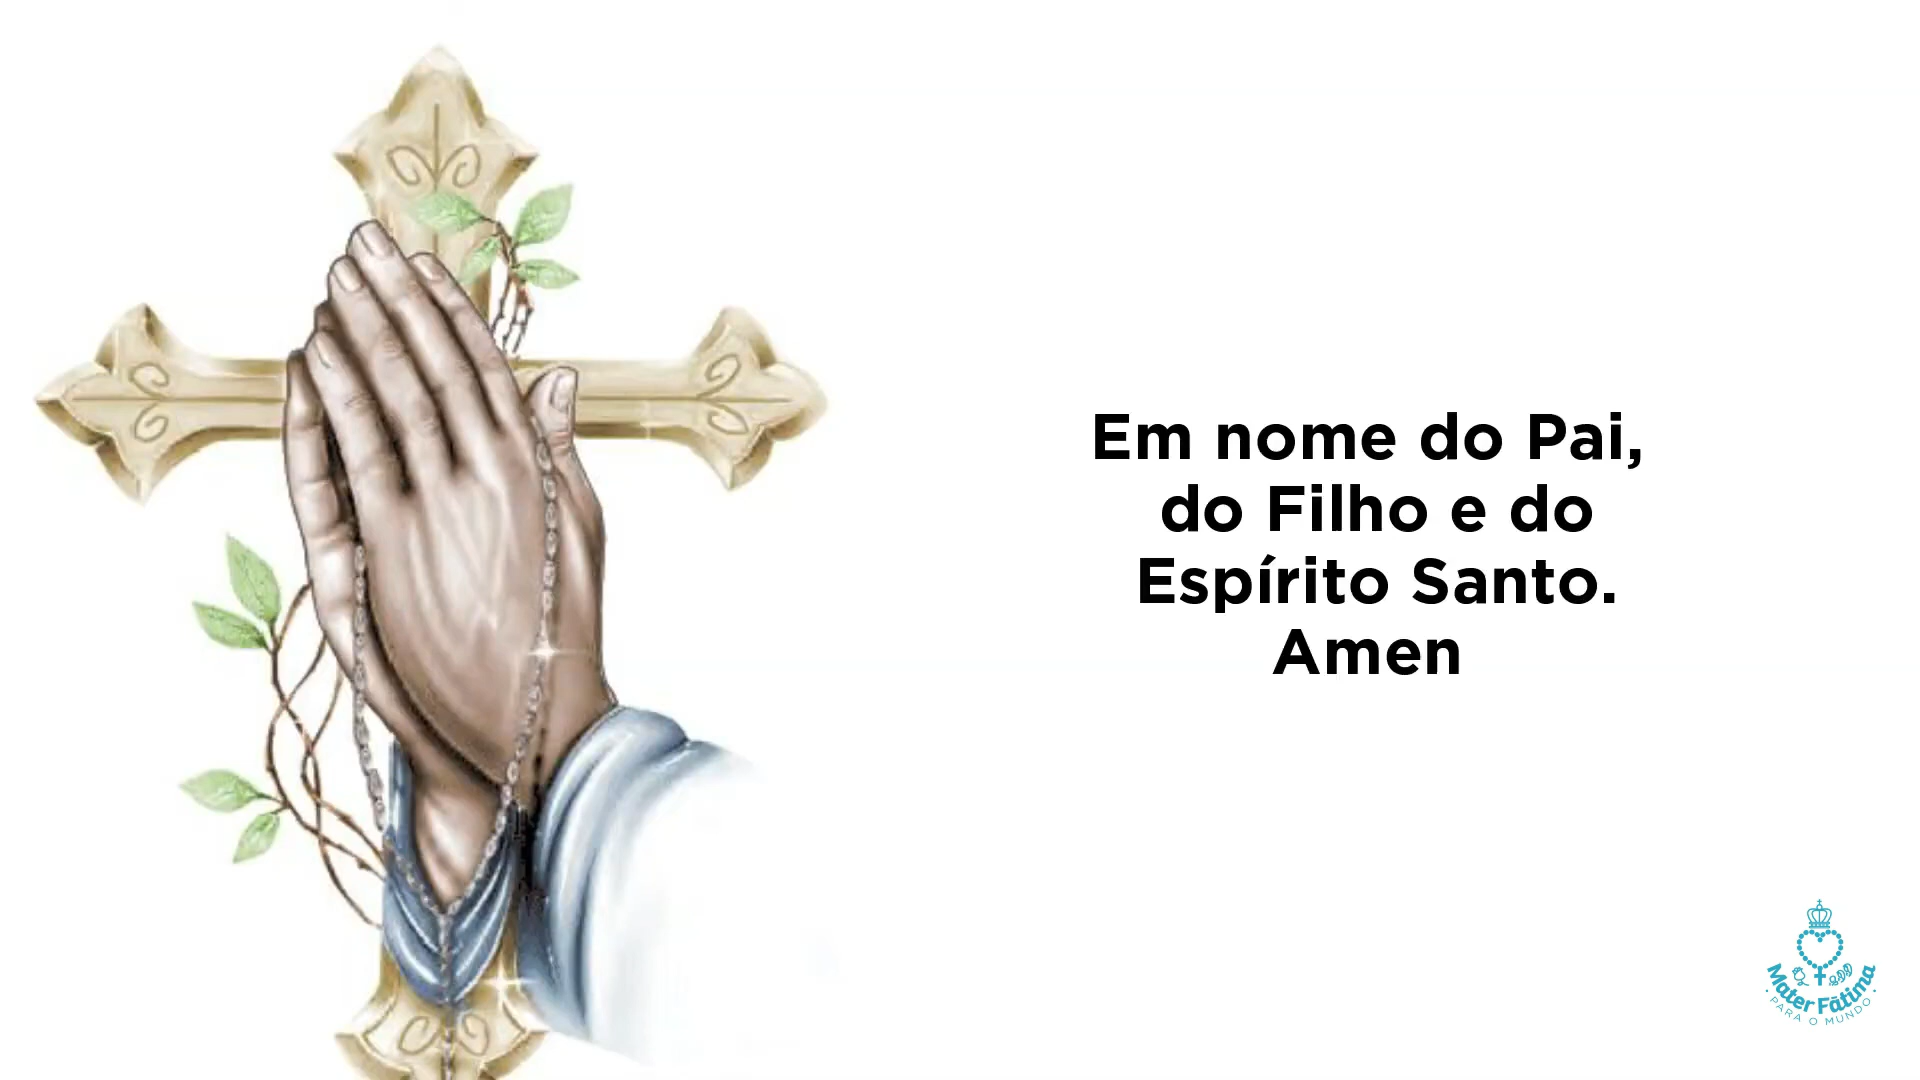 Em nome do Pai,
do Filho e do
Espírito Santo.
Amen
Mater Fátima
PARA O MUNDO